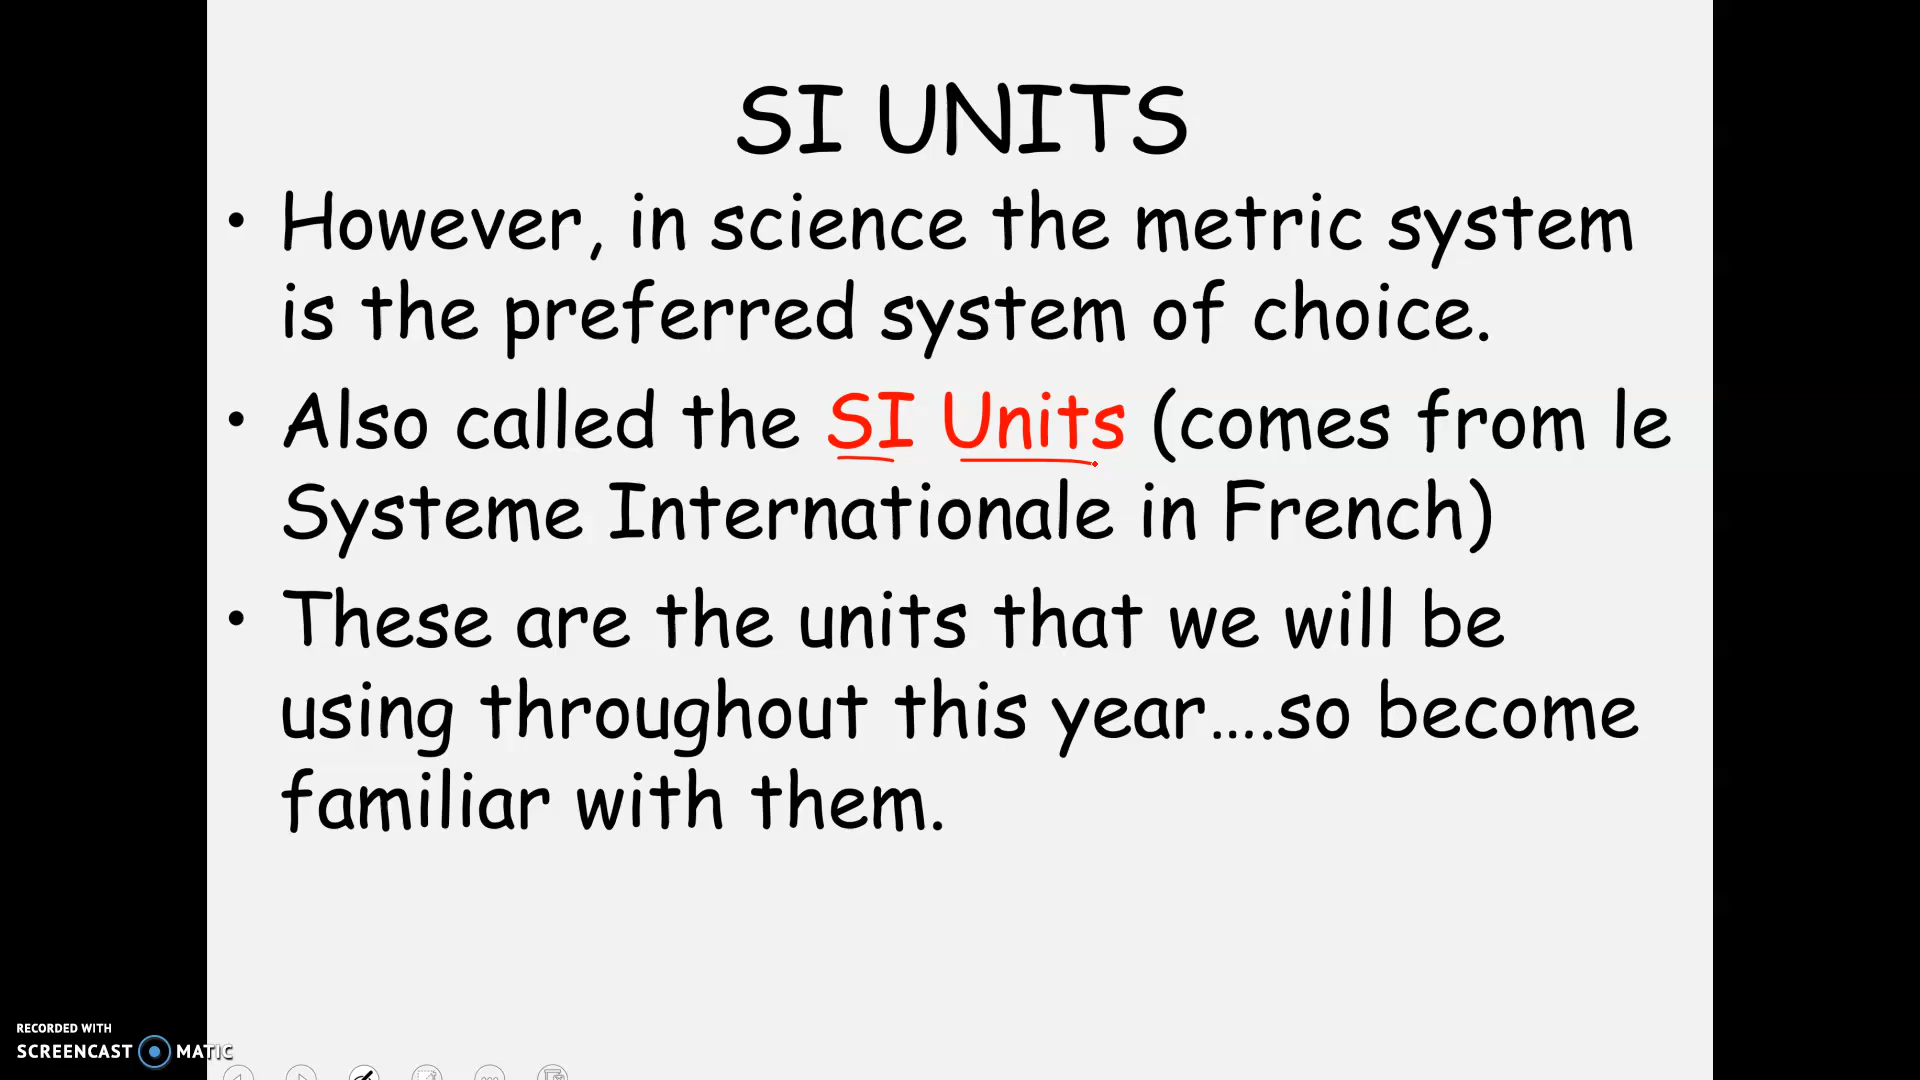 SI UNITS
• However, in science the metric system
is the preferred system of choice.
• Also called the SI Units (comes from le
Systeme Internationale in French)
• These are the units that we will be
using throughout this year....so become
familiar with them.
RECORDED WITH
SCREENCAST MATIC